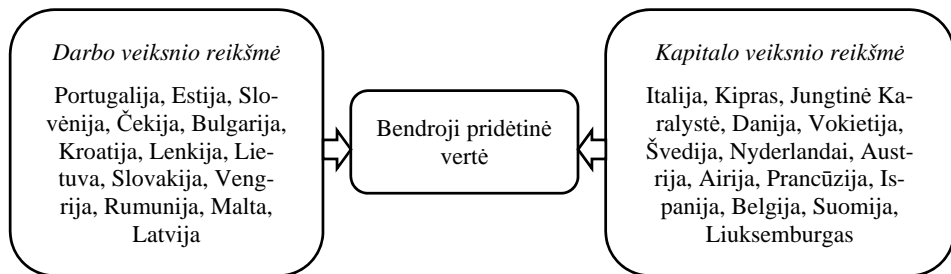 Darbo veiksnio reikšmė
Portugalija, Estija, Slo-
vėnija, Čekija, Bulgarija,
Kroatija, Lenkija, Lie-
tuva, Slovakija, Veng-
rija, Rumunija, Malta,
Latvija
Bendroji pridėtinė
vertė
Kapitalo veiksnio reikšmė
Italija, Kipras, Jungtinė Ka-
ralystė, Danija, Vokietija,
Švedija, Nyderlandai, Aust-
rija, Airija, Prancūzija, Is-
panija, Belgija, Suomija,
Liuksemburgas